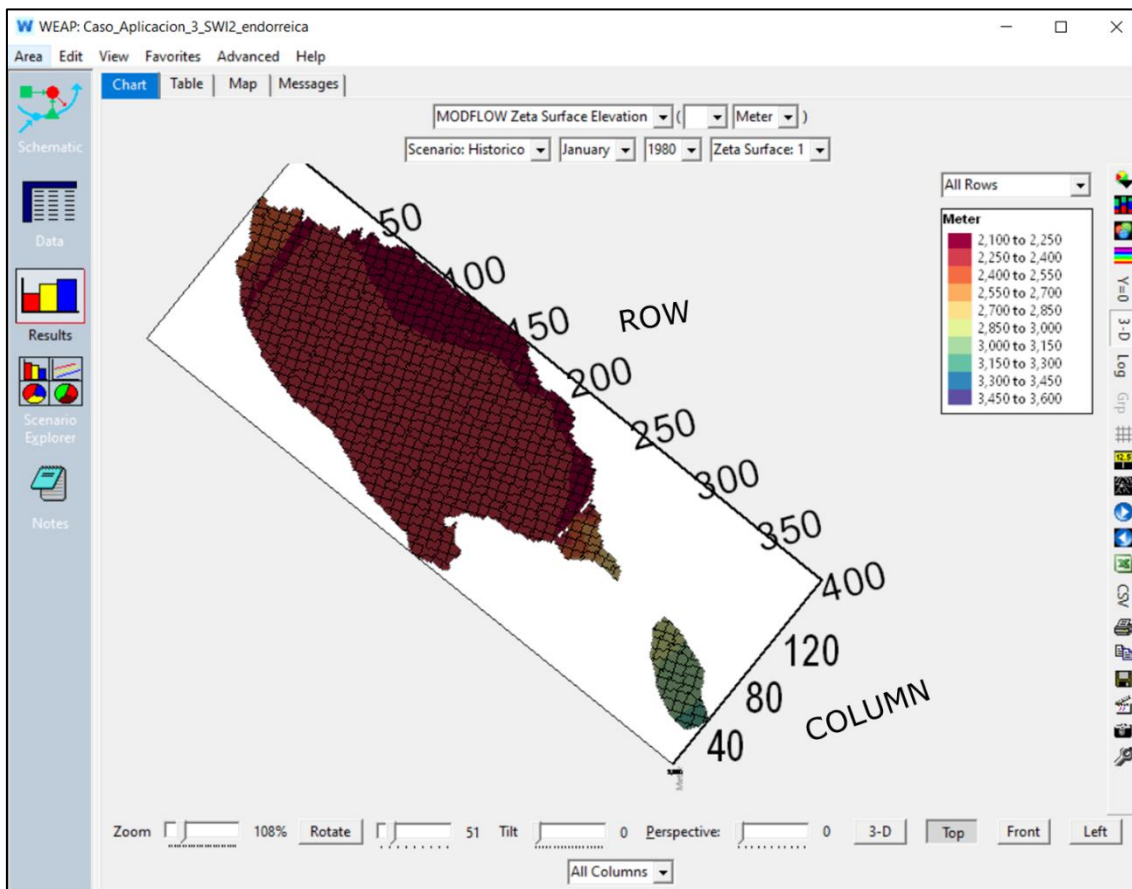 WEAP: Caso_Aplicacion_3_SWI2_endorreica
Area Edit View Favorites Advanced Help
Chart Table Map Messages
MODFLOW Zeta Surface Elevation ( Meter )
Scenario: Historico January 1980 Zeta Surface: 1
Schematic
Data
Results
Scenario
Explorer
Notes
50
100
150
200
250
300
350
400
ROW
120
80
40
COLUMN
All Rows
Meter
2,100 to 2,250
2,250 to 2,400
2,400 to 2,550
2,550 to 2,700
2,700 to 2,850
2,850 to 3,000
3,000 to 3,150
3,150 to 3,300
3,300 to 3,450
3,450 to 3,600
Y=0
3-D
Log
Grp
12.5
CSV
Zoom 108% Rotate 51 Tilt 0 Perspective: 0 3-D Top Front Left
All Columns